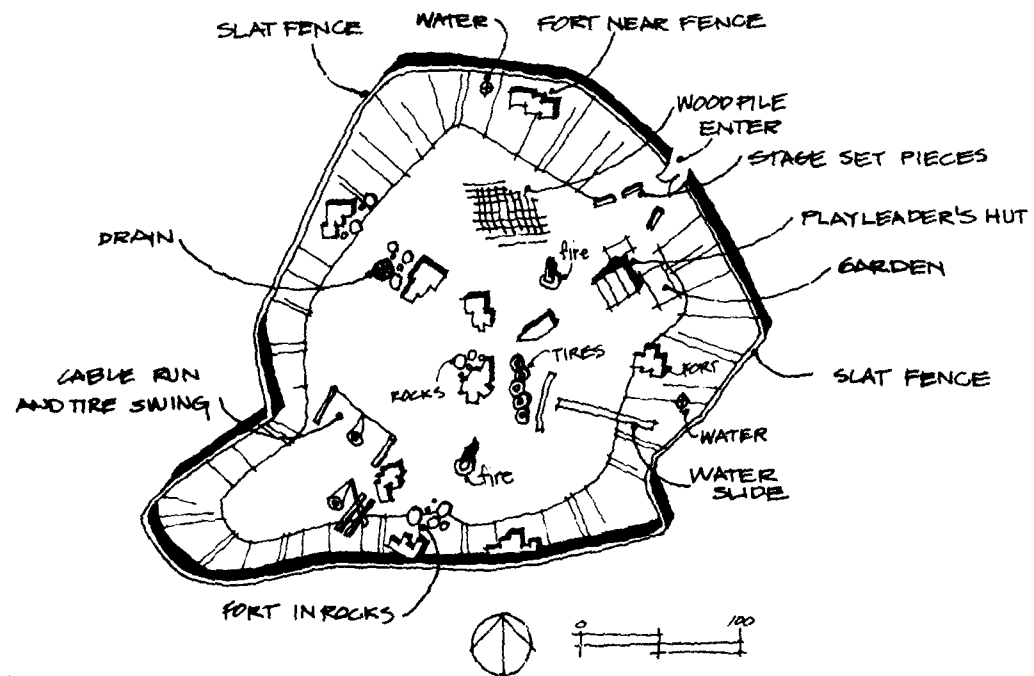 SLAT FENCE
WATER
FORT NEAR FENCE
WOODPILE
ENTER
STAGE SET PIECES
PLAYLEADER'S HUT
GARDEN
DRAIN
fire
TIRES
ROCKS
FORT
SLAT FENCE
CABLE RUN
AND TIRE SWING
WATER
fire
WATER
SLIDE
FORT IN ROCKS
0 100